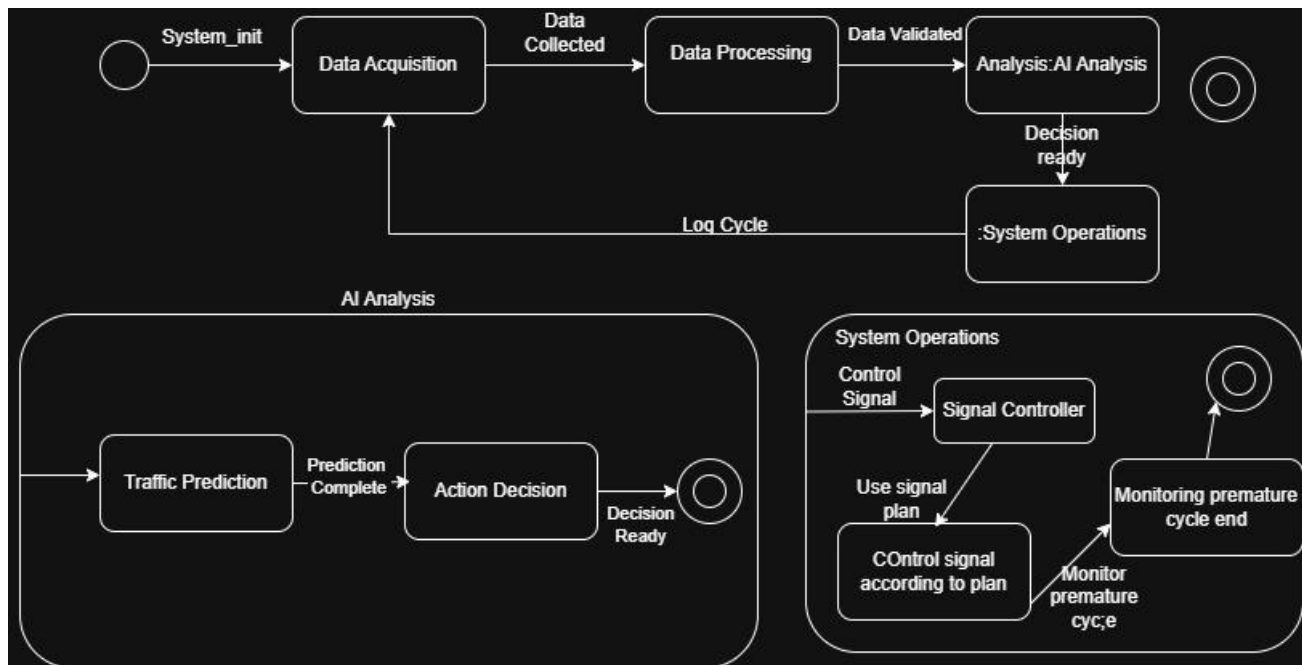 System_init
Data Acquisition
Data
Collected
Data Processing
Data Validated
Analysis:AI Analysis
Decision
ready
:System Operations
Log Cycle
AI Analysis
Traffic Prediction
Prediction
Complete
Action Decision
Decision
Ready
System Operations
Control
Signal
Signal Controller
Use signal
plan
COntrol signal
according to plan
Monitor
premature
cyc;e
Monitoring premature
cycle end